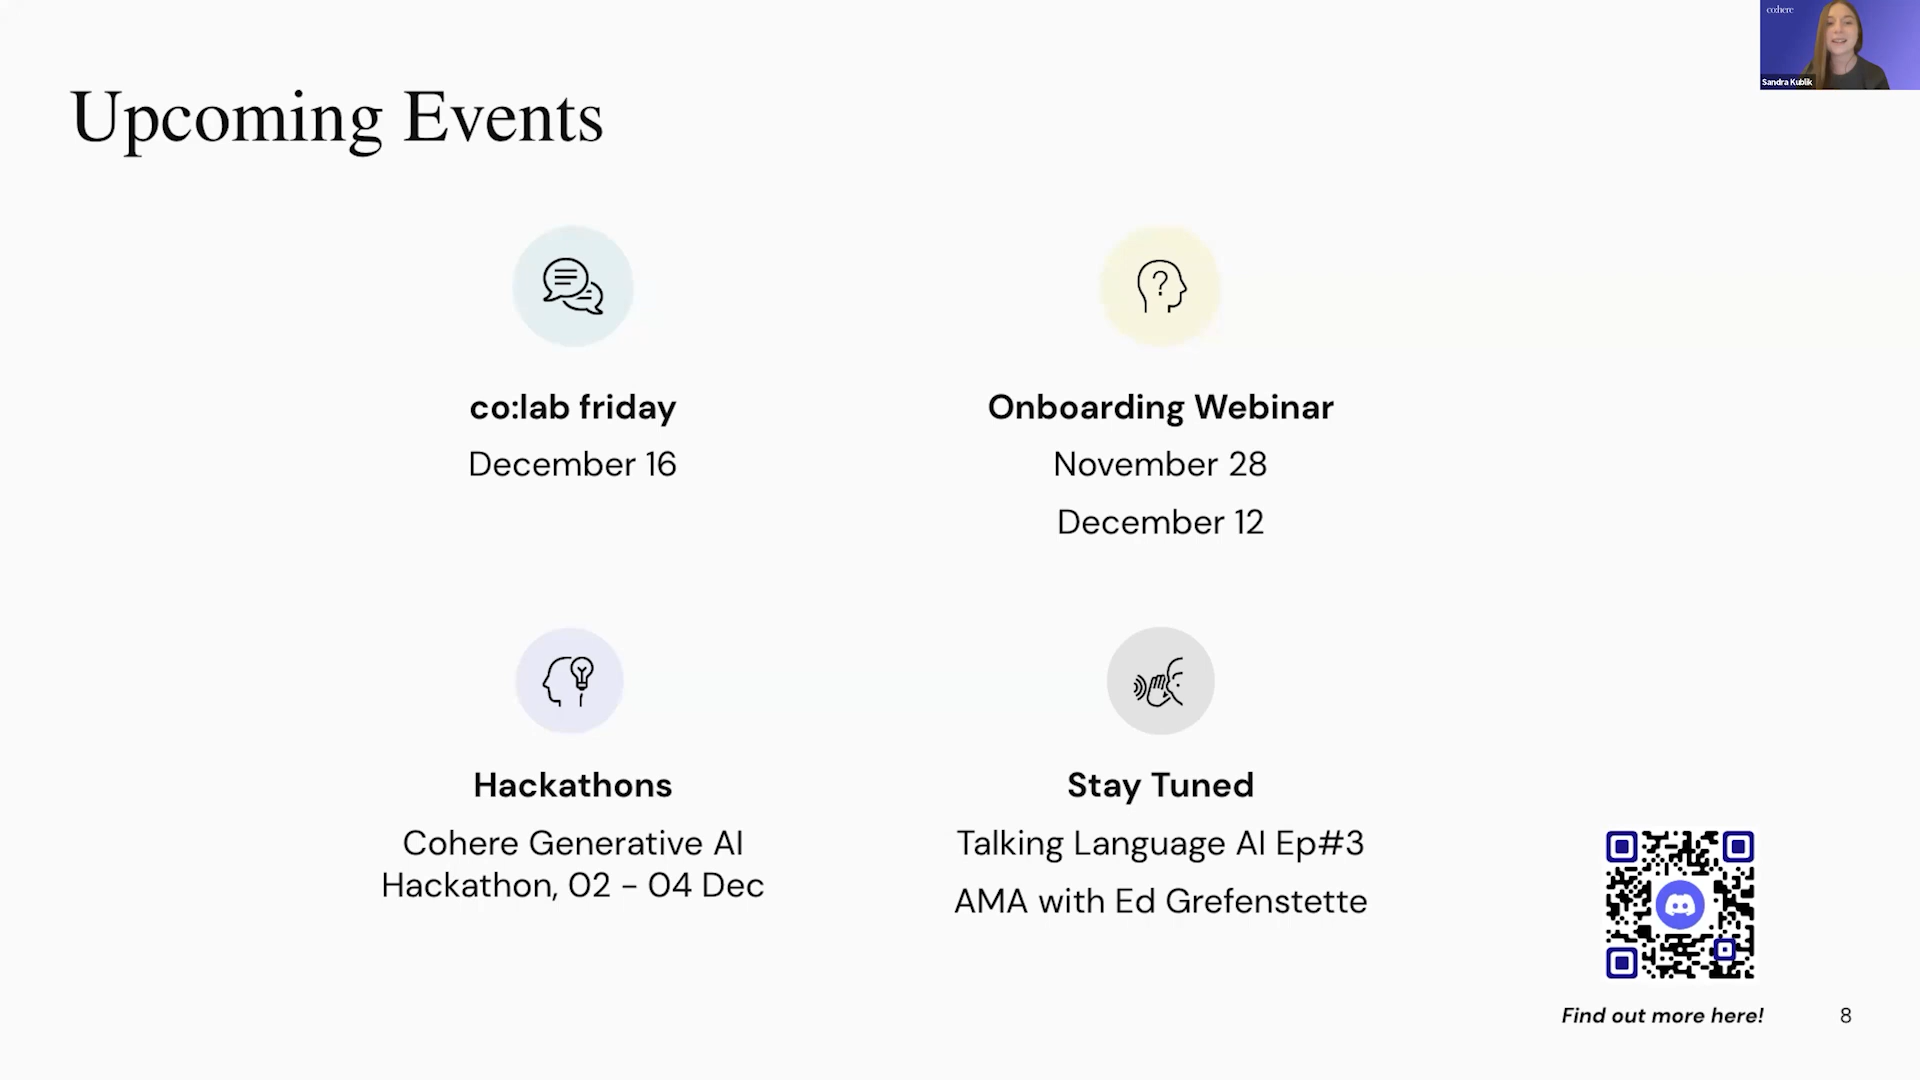 co:here
Sandra Kublik
Upcoming Events
co:lab friday
December 16
Onboarding Webinar
November 28
December 12
Hackathons
Cohere Generative AI
Hackathon, 02 - 04 Dec
Stay Tuned
Talking Language AI Ep#3
AMA with Ed Grefenstette
Find out more here!
8